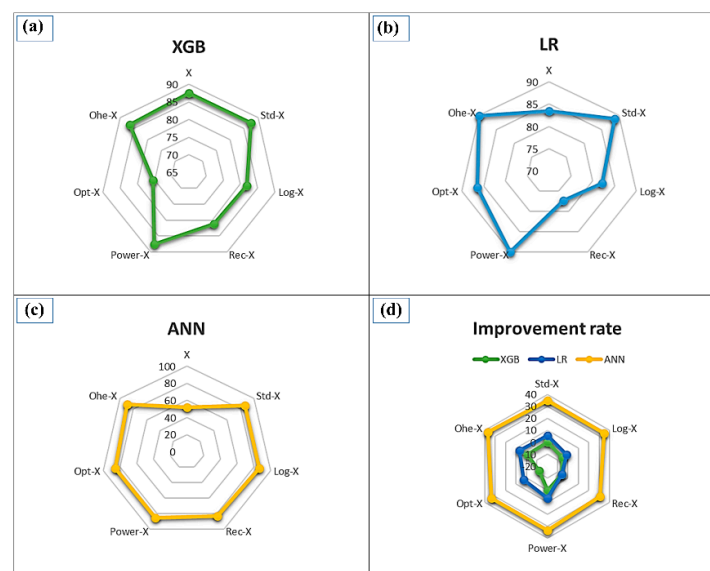 (a)
XGB
X
90
85
80
75
70
65
Std-X
Log-X
Rec-X
Power-X
Opt-X
Ohe-X
(b)
LR
X
90
85
80
75
70
Std-X
Log-X
Rec-X
Power-X
Opt-X
Ohe-X
(c)
ANN
X
100
80
60
40
20
0
Std-X
Log-X
Rec-X
Power-X
Opt-X
Ohe-X
(d)
Improvement rate
XGB LR ANN
Std-X
40
30
20
10
0
-10
-20
Log-X
Rec-X
Power-X
Opt-X
Ohe-X